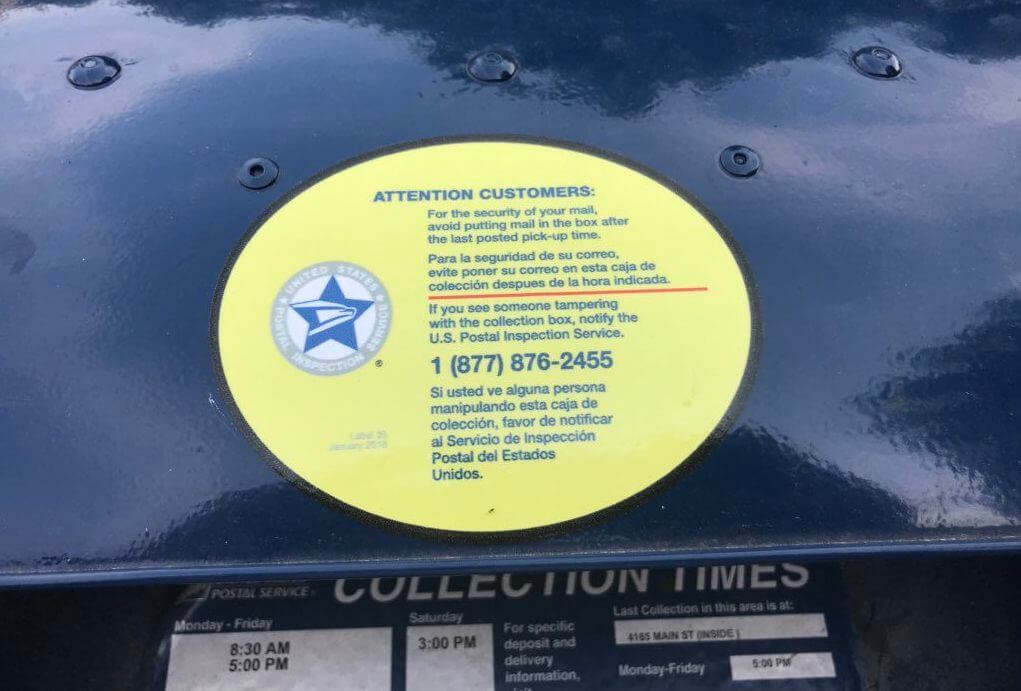 ATTENTION CUSTOMERS:
For the security of your mail,
avoid putting mail in the box after
the last posted pick-up time.
Para la seguridad de su correo,
evite poner su correo en esta caja de
colección despues de la hora indicada.
UNITED STATES
POSTAL INSPECTION SERVICE
®
If you see someone tampering
with the collection box, notify the
U.S. Postal Inspection Service.
1 (877) 876-2455
Si usted ve alguna persona
manipulando esta caja de
colección, favor de notificar
al Servicio de Inspección
Postal del Estados
Unidos.
January 2018
POSTAL SERVICE®
COLLECTION TIMES
Monday - Friday
8:30 AM
5:00 PM
Saturday
3:00 PM
For specific
deposit and
delivery
information,
Last Collection in this area is at:
4165 MAIN ST (INSIDE)
Monday-Friday
5:00 PM